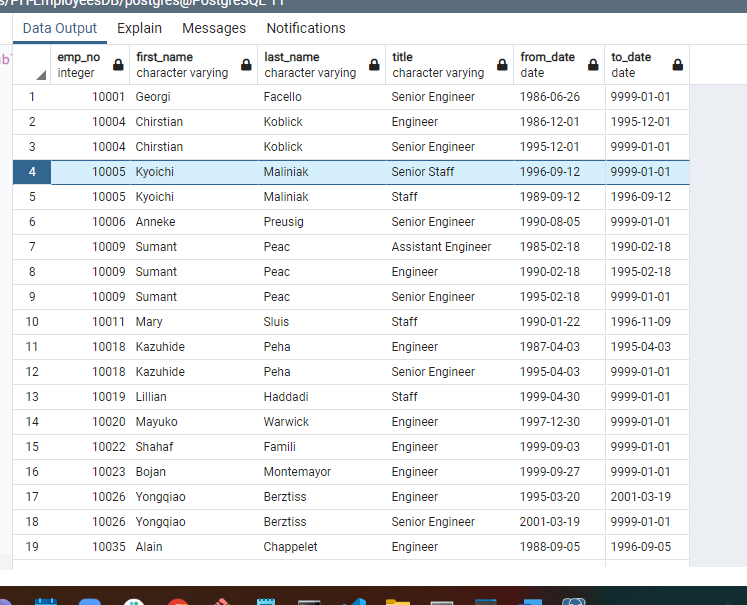 s/PH-EmployeesDB/postgres@PostgreSQL 11
Data Output Explain Messages Notifications
emp_no first_name last_name title from_date to_date
integer character varying character varying character varying date date
1 10001 Georgi Facello Senior Engineer 1986-06-26 9999-01-01
2 10004 Chirstian Koblick Engineer 1986-12-01 1995-12-01
3 10004 Chirstian Koblick Senior Engineer 1995-12-01 9999-01-01
4 10005 Kyoichi Maliniak Senior Staff 1996-09-12 9999-01-01
5 10005 Kyoichi Maliniak Staff 1989-09-12 1996-09-12
6 10006 Anneke Preusig Senior Engineer 1990-08-05 9999-01-01
7 10009 Sumant Peac Assistant Engineer 1985-02-18 1990-02-18
8 10009 Sumant Peac Engineer 1990-02-18 1995-02-18
9 10009 Sumant Peac Senior Engineer 1995-02-18 9999-01-01
10 10011 Mary Sluis Staff 1990-01-22 1996-11-09
11 10018 Kazuhide Peha Engineer 1987-04-03 1995-04-03
12 10018 Kazuhide Peha Senior Engineer 1995-04-03 9999-01-01
13 10019 Lillian Haddadi Staff 1999-04-30 9999-01-01
14 10020 Mayuko Warwick Engineer 1997-12-30 9999-01-01
15 10022 Shahaf Famili Engineer 1999-09-03 9999-01-01
16 10023 Bojan Montemayor Engineer 1999-09-27 9999-01-01
17 10026 Yongqiao Berztiss Engineer 1995-03-20 2001-03-19
18 10026 Yongqiao Berztiss Senior Engineer 2001-03-19 9999-01-01
19 10035 Alain Chappelet Engineer 1988-09-05 1996-09-05